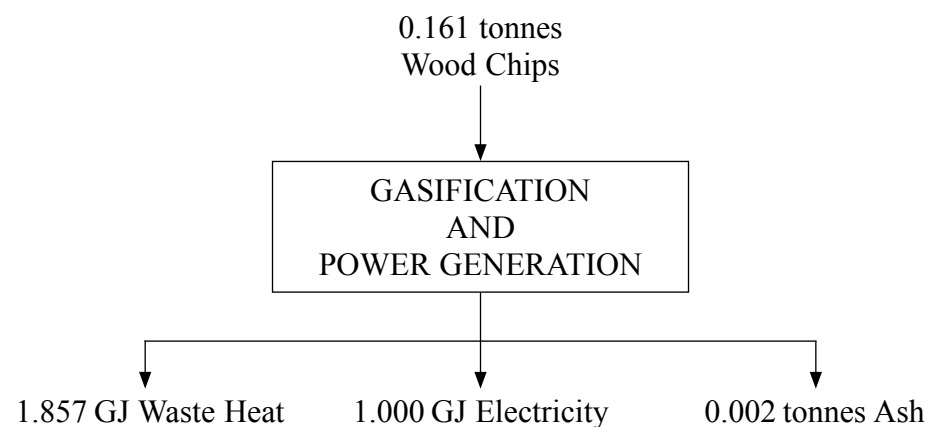 0.161 tonnes
Wood Chips
GASIFICATION
AND
POWER GENERATION
1.857 GJ Waste Heat
1.000 GJ Electricity
0.002 tonnes Ash